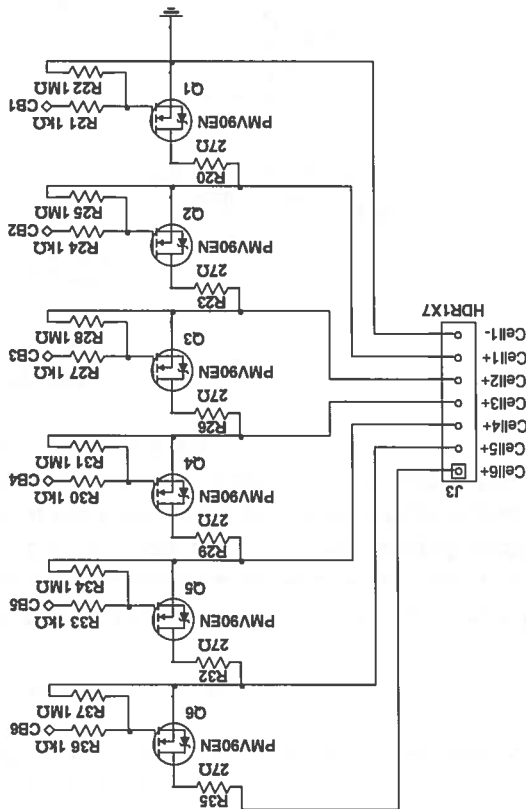 R35
27Ω
PMV90EN
Q6
R36 1kΩ
CB6
R37 1MΩ
R32
27Ω
PMV90EN
Q5
R33 1kΩ
CB5
R34 1MΩ
R29
27Ω
PMV90EN
Q4
R30 1kΩ
CB4
R31 1MΩ
R26
27Ω
PMV90EN
Q3
R27 1kΩ
CB3
R28 1MΩ
R23
27Ω
PMV90EN
Q2
R24 1kΩ
CB2
R25 1MΩ
R20
27Ω
PMV90EN
Q1
R21 1kΩ
CB1
R22 1MΩ
J3
Cell6+
Cell5+
Cell4+
Cell3+
Cell2+
Cell1+
Cell1-
HDR1X7